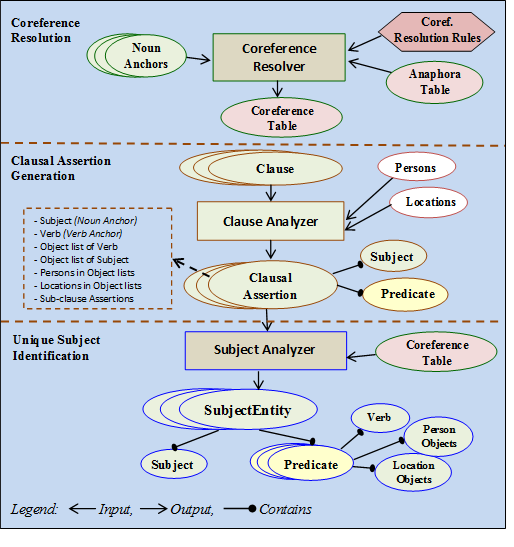 Coreference
Resolution
Noun
Anchors
Coreference
Resolver
Coref.
Resolution Rules
Anaphora
Table
Coreference
Table
Clausal Assertion
Generation
Clause
Persons
Locations
Clause Analyzer
- Subject (Noun Anchor)
- Verb (Verb Anchor)
- Object list of Verb
- Object list of Subject
- Persons in Object lists
- Locations in Object lists
- Sub-clause Assertions
Clausal
Assertion
Subject
Predicate
Unique Subject
Identification
Subject Analyzer
Coreference
Table
SubjectEntity
Subject
Predicate
Verb
Person
Objects
Location
Objects
Legend: Input, Output, Contains